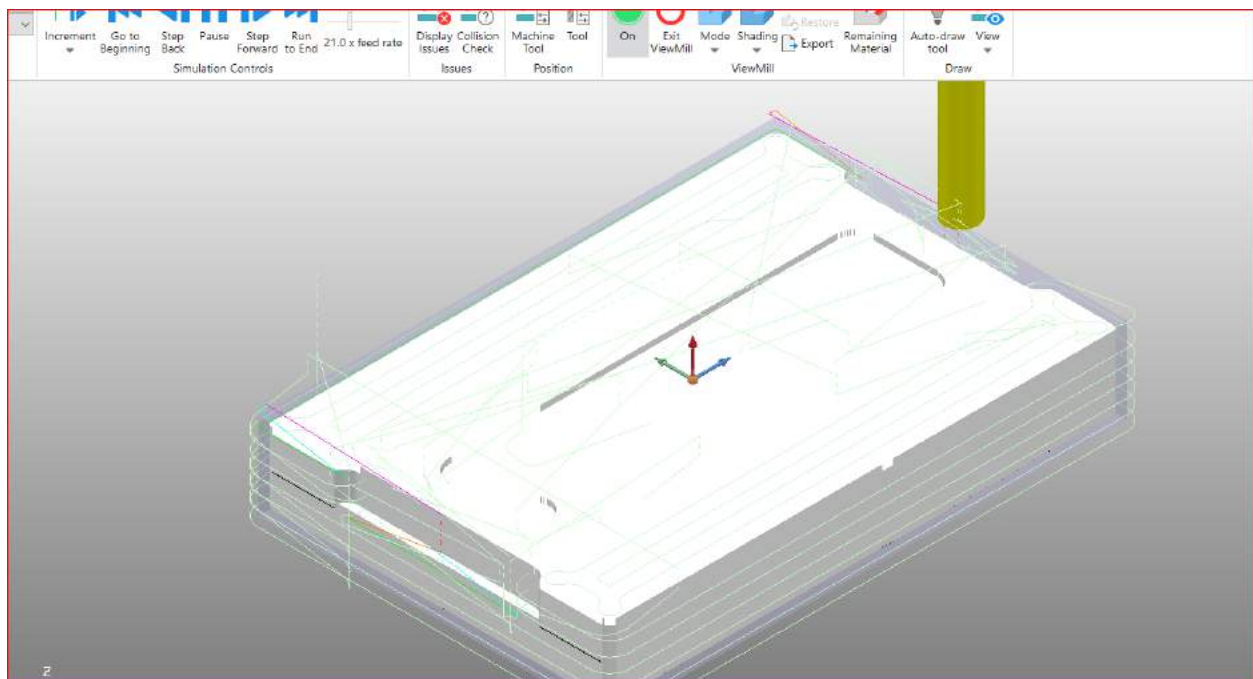 Increment
Go to Beginning
Step Back
Pause
Step Forward
Run to End
21.0 x feed rate
Simulation Controls
Display Issues
Collision Check
Issues
Machine Tool
Tool
Position
On
Exit ViewMill
Mode
Shading
Restore
Export
Remaining Material
ViewMill
Auto-draw tool
View
Draw
2